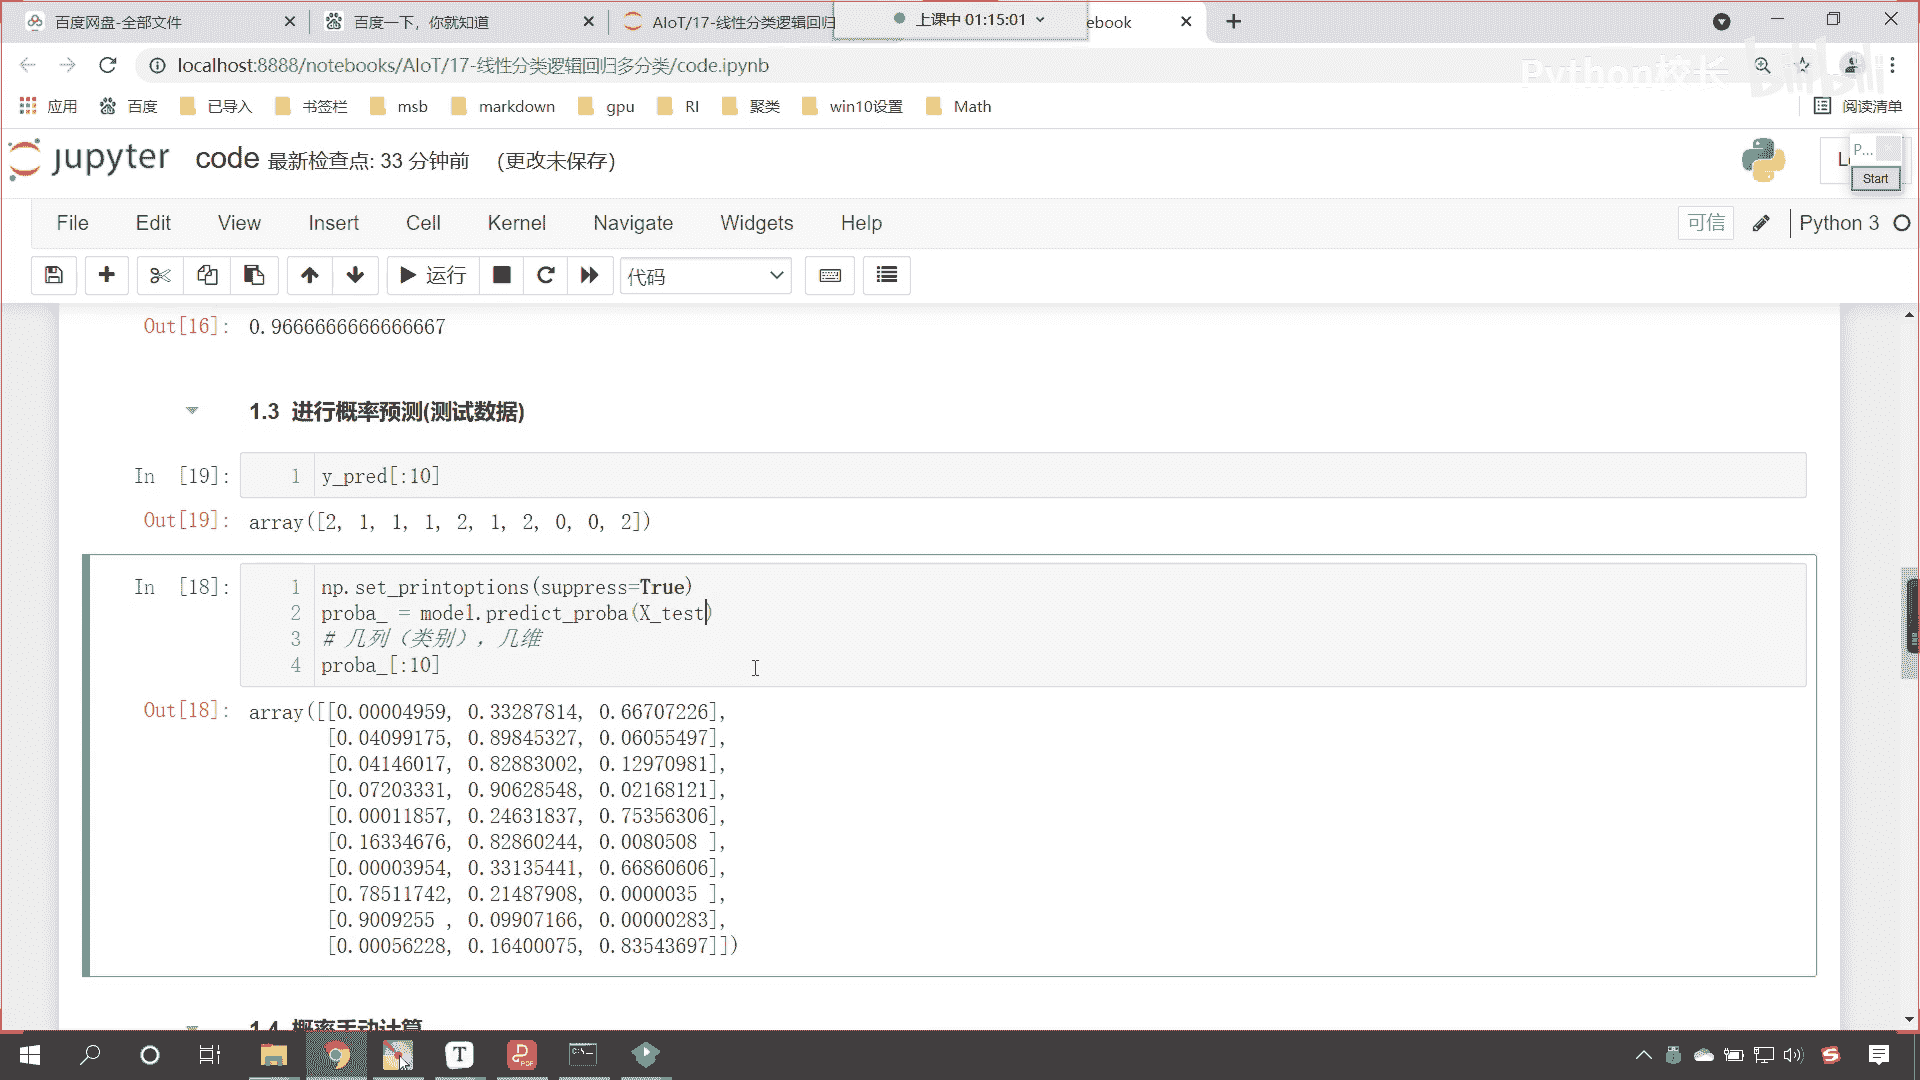 百度网盘-全部文件
百度一下，你就知道
AIoT/17-线性分类逻辑回归
上课中 01:15:01
ebook
localhost:8888/notebooks/AIoT/17-线性分类逻辑回归多分类/code.ipynb
Python校长
bilibili
应用 百度 已导入 书签栏 msb markdown gpu RI 聚类 win10设置 Math 阅读清单
P...
Start
jupyter code 最新检查点: 33 分钟前 (更改未保存)
File Edit View Insert Cell Kernel Navigate Widgets Help 可信 Python 3
运行 代码
Out[16]: 0.9666666666666667
1.3 进行概率预测(测试数据)
In [19]: 1 y_pred[:10]
Out[19]: array([2, 1, 1, 1, 2, 1, 2, 0, 0, 2])
In [18]: 1 np.set_printoptions(suppress=True)
2 proba_ = model.predict_proba(X_test)
3 # 几列（类别），几维
4 proba_[:10]
Out[18]: array([[0.00004959, 0.33287814, 0.66707226],
[0.04099175, 0.89845327, 0.06055497],
[0.04146017, 0.82883002, 0.12970981],
[0.07203331, 0.90628548, 0.02168121],
[0.00011857, 0.24631837, 0.75356306],
[0.16334676, 0.82860244, 0.0080508 ],
[0.00003954, 0.33135441, 0.66860606],
[0.78511742, 0.21487908, 0.0000035 ],
[0.9009255 , 0.09907166, 0.00000283],
[0.00056228, 0.16400075, 0.83543697]])
1.4 概率手动计算